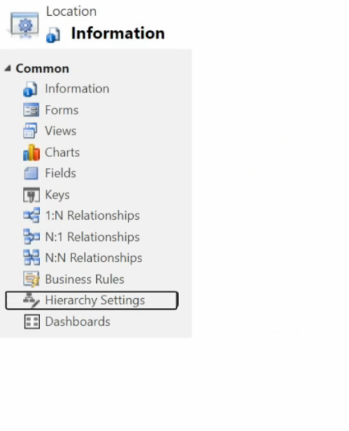 Location
Information
Common
Information
Forms
Views
Charts
Fields
Keys
1:N Relationships
N:1 Relationships
N:N Relationships
Business Rules
Hierarchy Settings
Dashboards